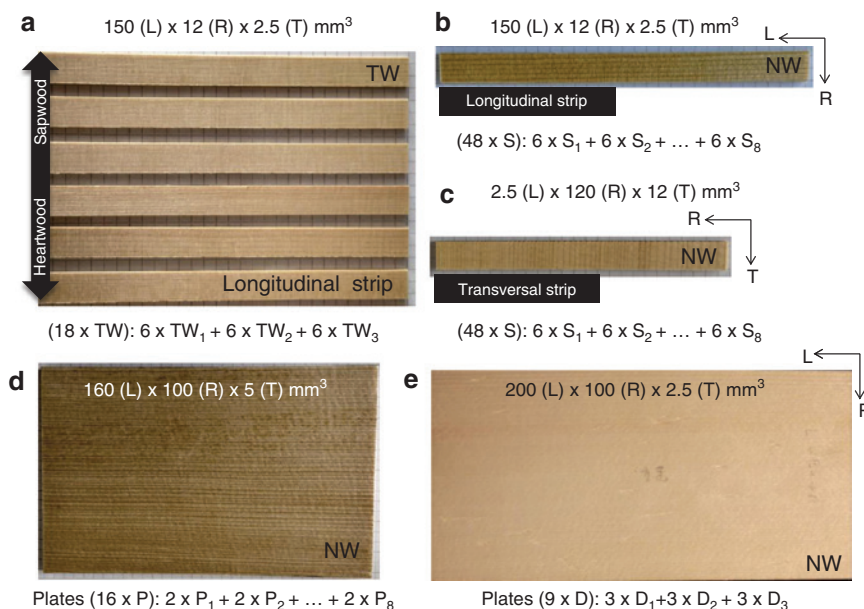 a
150 (L) x 12 (R) x 2.5 (T) mm³
Sapwood
Heartwood
TW
Longitudinal strip
(18 x TW): 6 x TW₁ + 6 x TW₂ + 6 x TW₃
b
150 (L) x 12 (R) x 2.5 (T) mm³
L
R
NW
Longitudinal strip
(48 x S): 6 x S₁ + 6 x S₂ + ... + 6 x S₈
c
2.5 (L) x 120 (R) x 12 (T) mm³
R
T
NW
Transversal strip
(48 x S): 6 x S₁ + 6 x S₂ + ... + 6 x S₈
d
160 (L) x 100 (R) x 5 (T) mm³
NW
Plates (16 x P): 2 x P₁ + 2 x P₂ + ... + 2 x P₈
e
200 (L) x 100 (R) x 2.5 (T) mm³
L
NW
Plates (9 x D): 3 x D₁+3 x D₂ + 3 x D₃